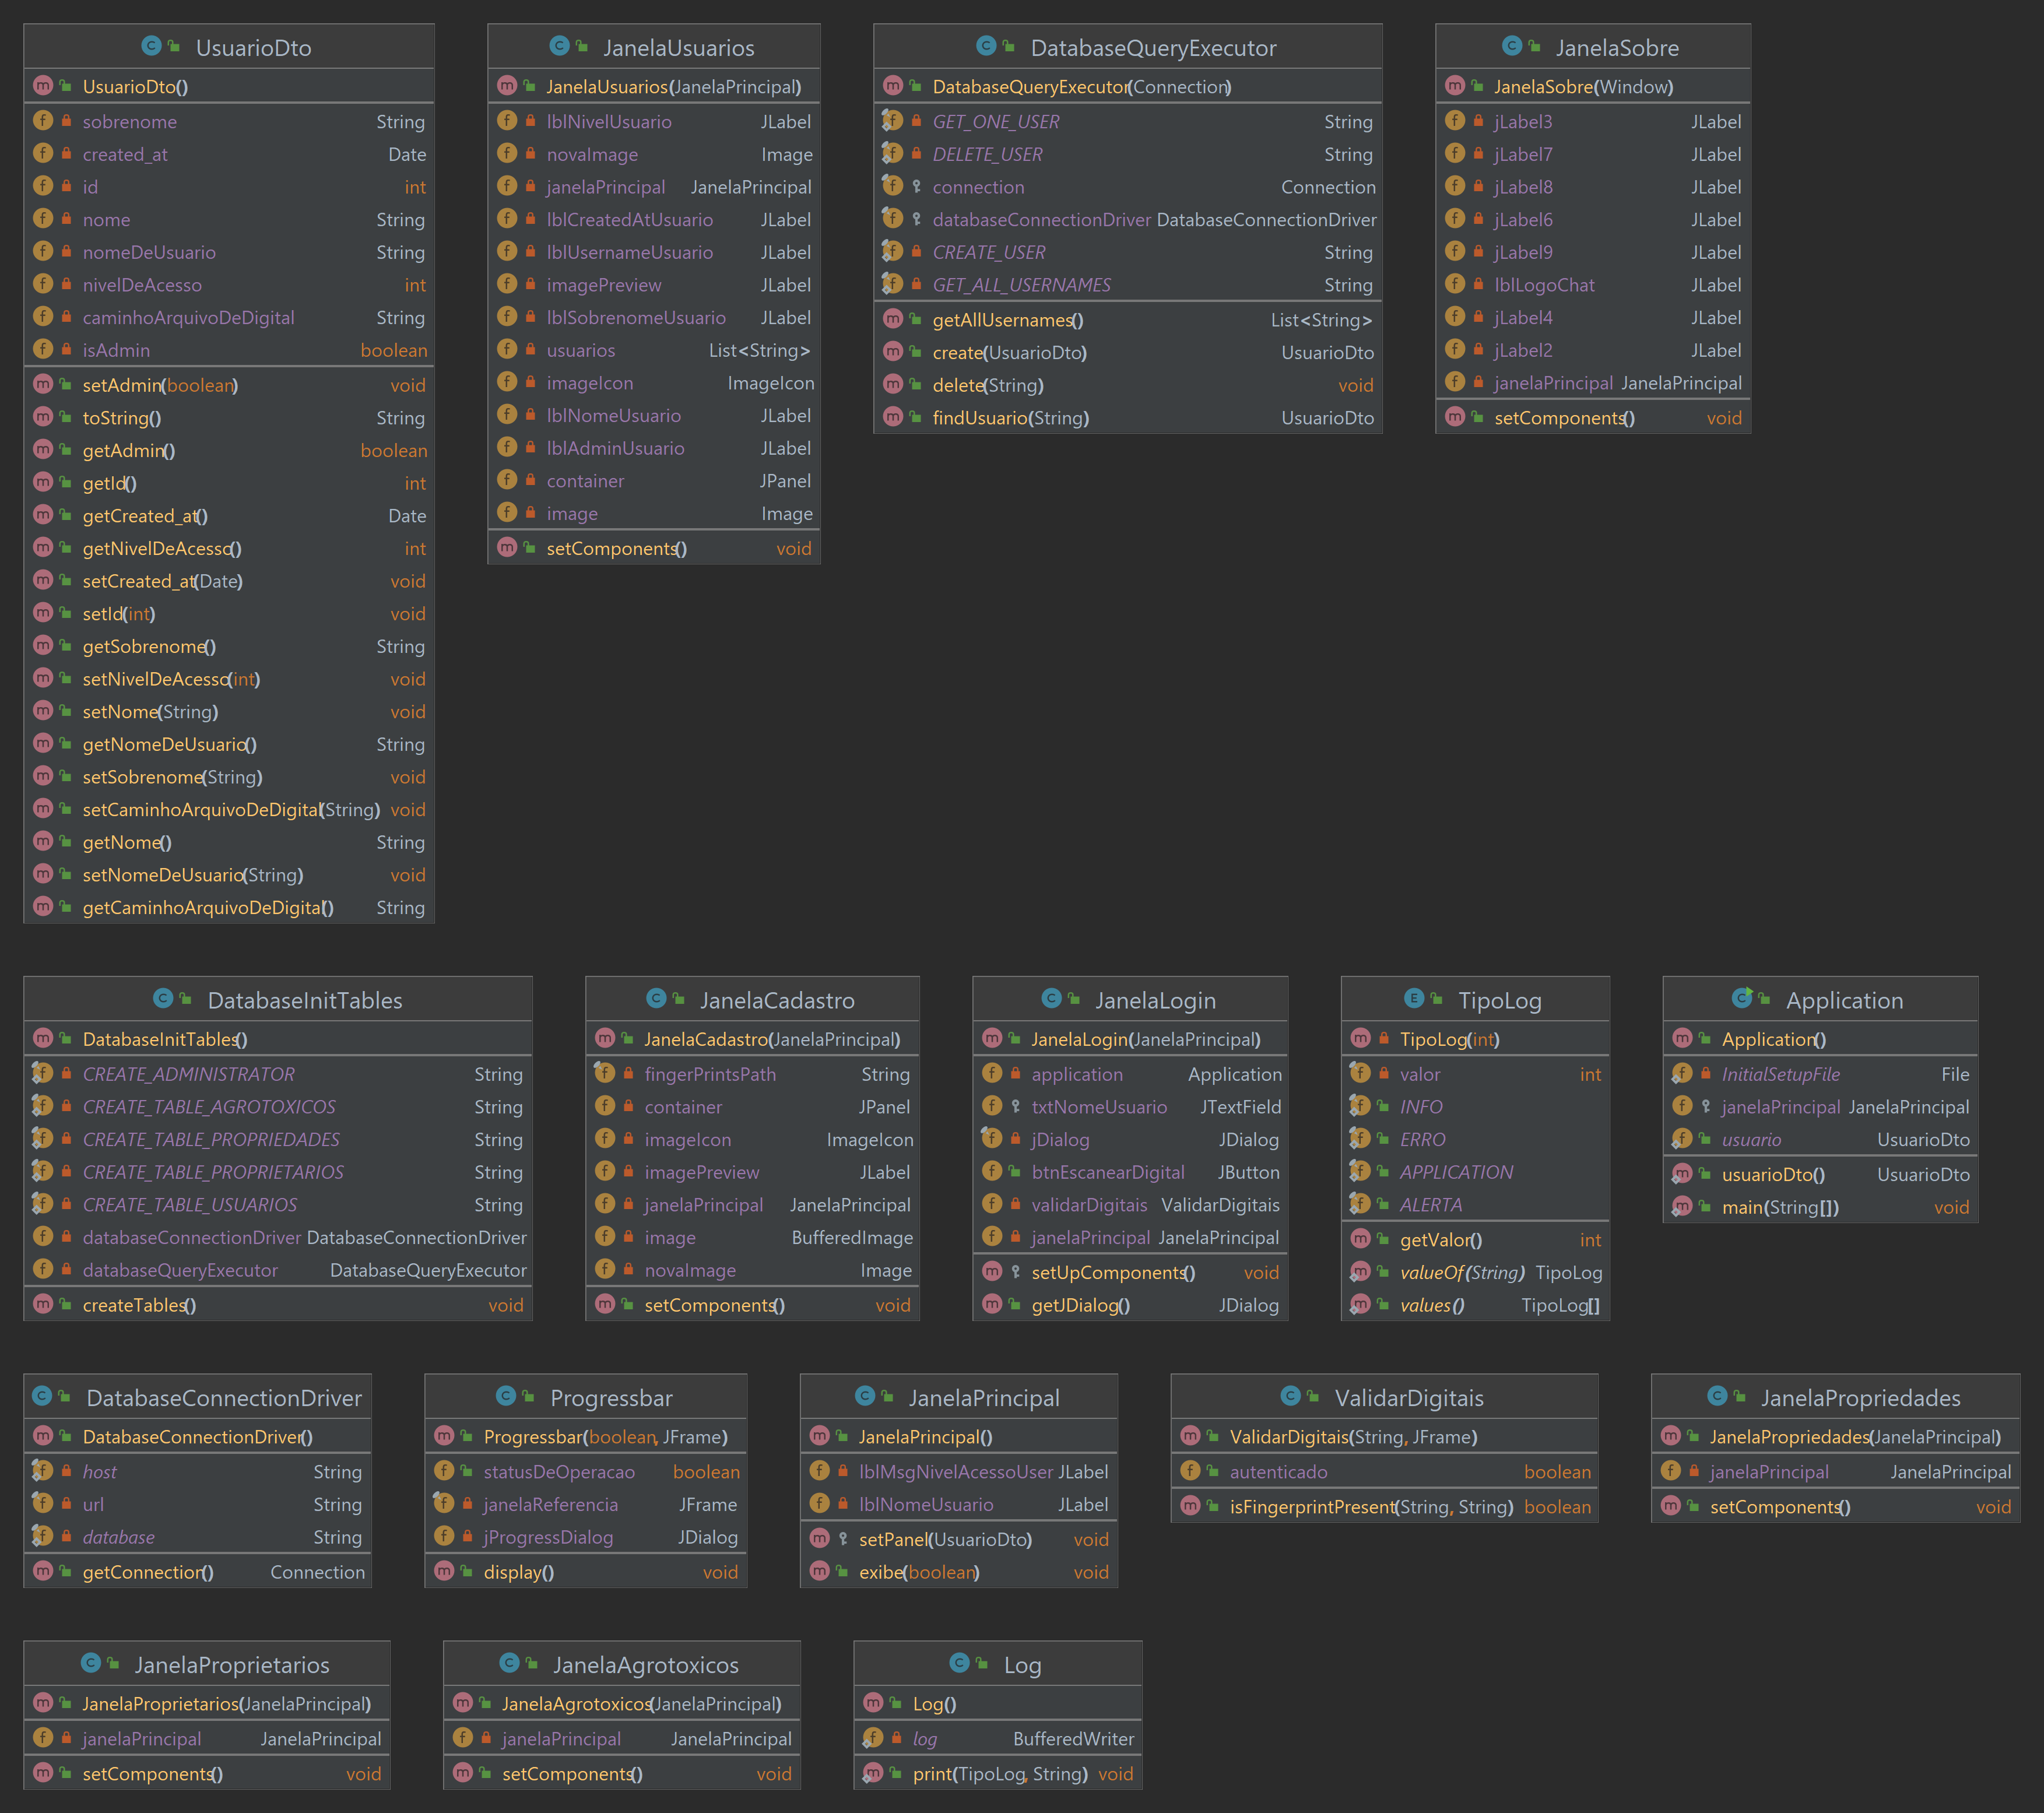 UsuarioDto
UsuarioDto()
sobrenome String
created_at Date
id int
nome String
nomeDeUsuario String
nivelDeAcesso int
caminhoArquivoDeDigital String
isAdmin boolean
setAdmin(boolean) void
toString() String
getAdmin() boolean
getId() int
getCreated_at() Date
getNivelDeAcesso() int
setCreated_at(Date) void
setId(int) void
getSobrenome() String
setNivelDeAcesso(int) void
setNome(String) void
getNomeDeUsuario() String
setSobrenome(String) void
setCaminhoArquivoDeDigital(String) void
getNome() String
setNomeDeUsuario(String) void
getCaminhoArquivoDeDigital() String
JanelaUsuarios
JanelaUsuarios(JanelaPrincipal)
lblNivelUsuario JLabel
novaImage Image
janelaPrincipal JanelaPrincipal
lblCreatedAtUsuario JLabel
lblUsernameUsuario JLabel
imagePreview JLabel
lblSobrenomeUsuario JLabel
usuarios List<String>
imageIcon ImageIcon
lblNomeUsuario JLabel
lblAdminUsuario JLabel
container JPanel
image Image
setComponents() void
DatabaseQueryExecutor
DatabaseQueryExecutor(Connection)
GET_ONE_USER String
DELETE_USER String
connection Connection
databaseConnectionDriver DatabaseConnectionDriver
CREATE_USER String
GET_ALL_USERNAMES String
getAllUsernames() List<String>
create(UsuarioDto) UsuarioDto
delete(String) void
findUsuario(String) UsuarioDto
JanelaSobre
JanelaSobre(Window)
jLabel3 JLabel
jLabel7 JLabel
jLabel8 JLabel
jLabel6 JLabel
jLabel9 JLabel
lblLogoChat JLabel
jLabel4 JLabel
jLabel2 JLabel
janelaPrincipal JanelaPrincipal
setComponents() void
DatabaseInitTables
DatabaseInitTables()
CREATE_ADMINISTRATOR String
CREATE_TABLE_AGROTOXICOS String
CREATE_TABLE_PROPRIEDADES String
CREATE_TABLE_PROPRIETARIOS String
CREATE_TABLE_USUARIOS String
databaseConnectionDriver DatabaseConnectionDriver
databaseQueryExecutor DatabaseQueryExecutor
createTables() void
JanelaCadastro
JanelaCadastro(JanelaPrincipal)
fingerPrintsPath String
container JPanel
imageIcon ImageIcon
imagePreview JLabel
janelaPrincipal JanelaPrincipal
image BufferedImage
novaImage Image
setComponents() void
JanelaLogin
JanelaLogin(JanelaPrincipal)
application Application
txtNomeUsuario JTextField
jDialog JDialog
btnEscanearDigital JButton
validarDigitais ValidarDigitais
janelaPrincipal JanelaPrincipal
setUpComponents() void
getJDialog() JDialog
TipoLog
TipoLog(int)
valor int
INFO
ERRO
APPLICATION
ALERTA
getValor() int
valueOf(String) TipoLog
values() TipoLog[]
Application
Application()
InitialSetupFile File
janelaPrincipal JanelaPrincipal
usuario UsuarioDto
usuarioDto() UsuarioDto
main(String[]) void
DatabaseConnectionDriver
DatabaseConnectionDriver()
host String
url String
database String
getConnection() Connection
Progressbar
Progressbar(boolean, JFrame)
statusDeOperacao boolean
janelaReferencia JFrame
jProgressDialog JDialog
display() void
JanelaPrincipal
JanelaPrincipal()
lblMsgNivelAcessoUser JLabel
lblNomeUsuario JLabel
setPanel(UsuarioDto) void
exibe(boolean) void
ValidarDigitais
ValidarDigitais(String, JFrame)
autenticado boolean
isFingerprintPresent(String, String) boolean
JanelaPropriedades
JanelaPropriedades(JanelaPrincipal)
janelaPrincipal JanelaPrincipal
setComponents() void
JanelaProprietarios
JanelaProprietarios(JanelaPrincipal)
janelaPrincipal JanelaPrincipal
setComponents() void
JanelaAgrotoxicos
JanelaAgrotoxicos(JanelaPrincipal)
janelaPrincipal JanelaPrincipal
setComponents() void
Log
Log()
log BufferedWriter
print(TipoLog, String) void